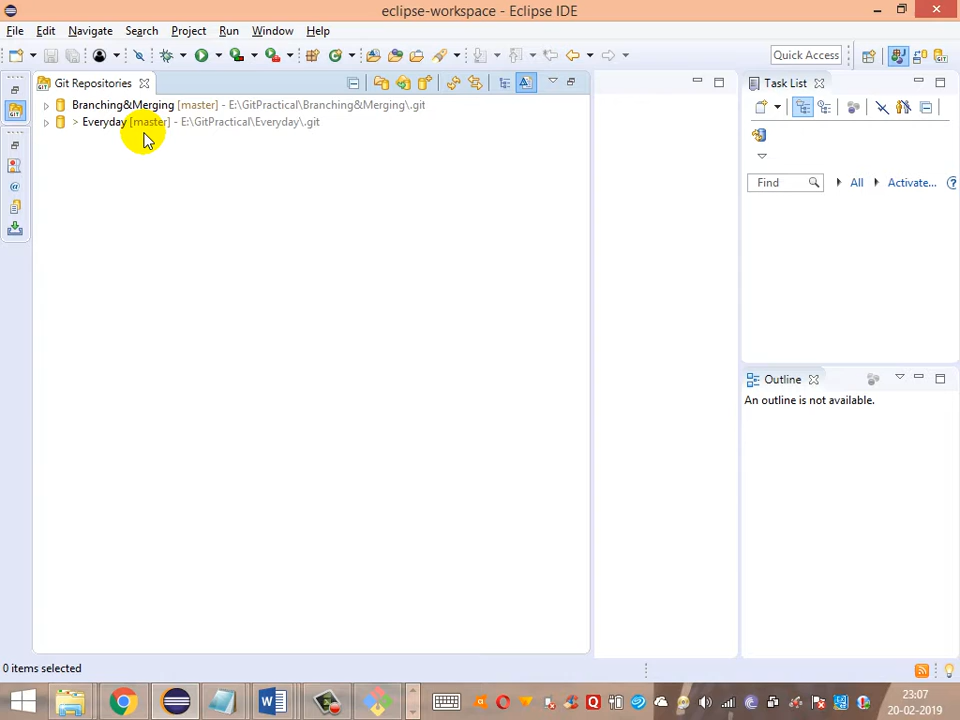 eclipse-workspace - Eclipse IDE
File Edit Navigate Search Project Run Window Help
Quick Access
Git Repositories
Branching&Merging [master] - E:\GitPractical\Branching&Merging\.git
> Everyday [master] - E:\GitPractical\Everyday\.git
Task List
Find All Activate...
Outline
An outline is not available.
0 items selected
23:07
20-02-2019